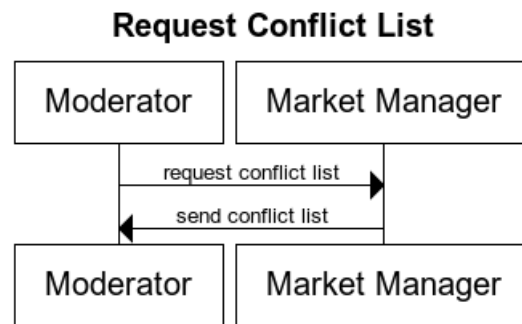 Request Conflict List
Moderator
Market Manager
request conflict list
send conflict list
Moderator
Market Manager